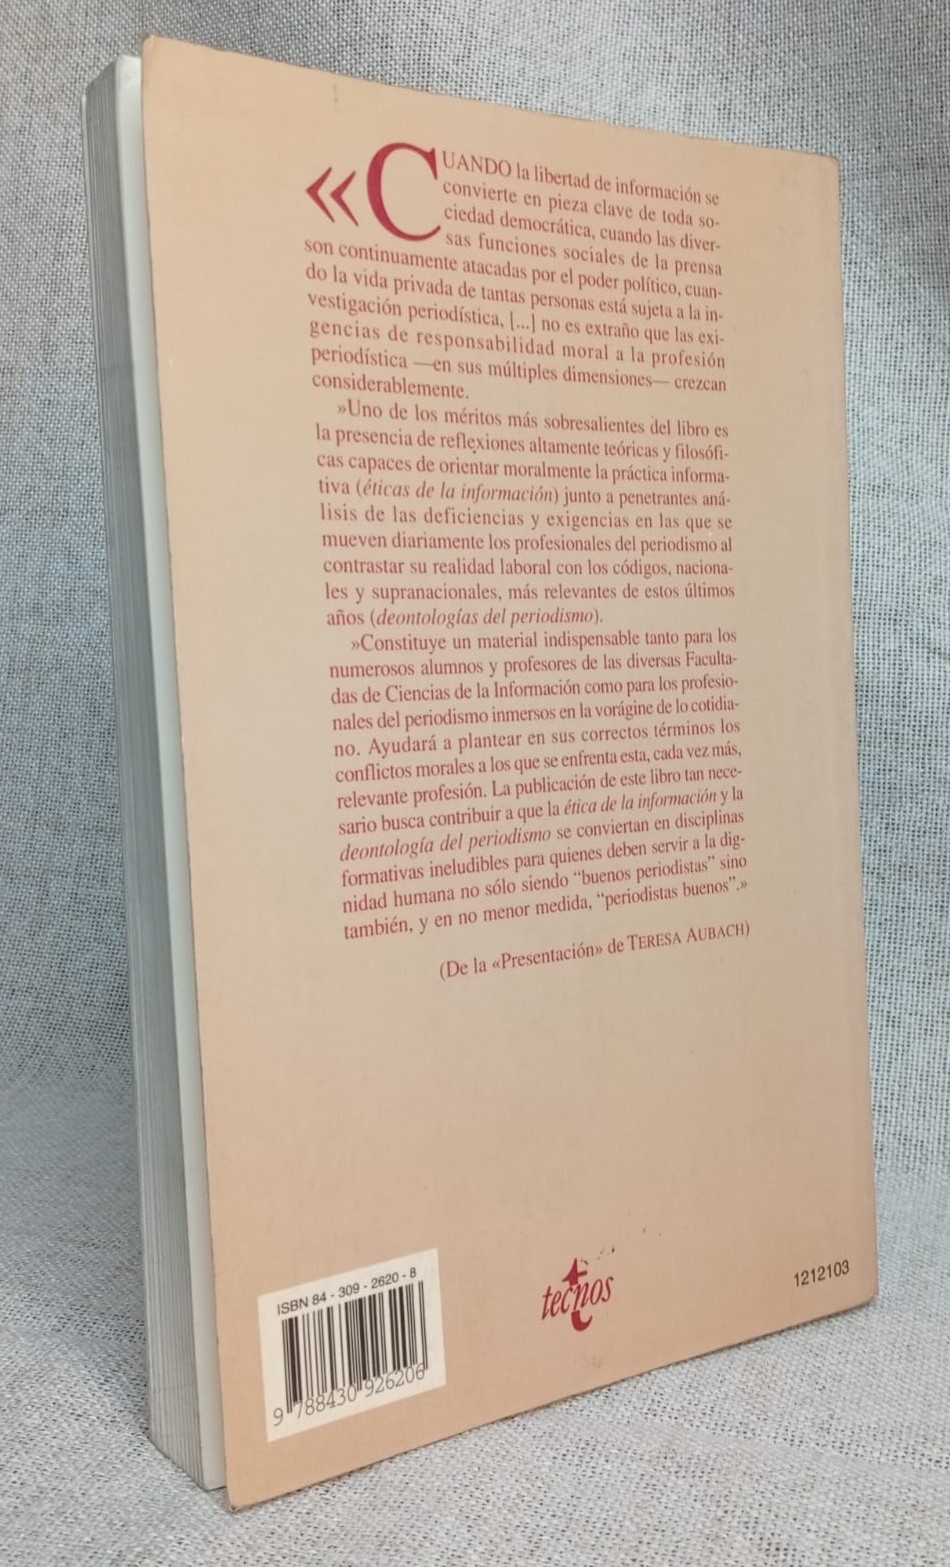 «CUANDO la libertad de información se
convierte en pieza clave de toda so-
ciedad democrática, cuando las diver-
sas funciones sociales de la prensa
son continuamente atacadas por el poder político, cuan-
do la vida privada de tantas personas está sujeta a la in-
vestigación periodística, [...] no es extraño que las exi-
gencias de responsabilidad moral a la profesión
periodística —en sus múltiples dimensiones— crezcan
considerablemente.
»Uno de los méritos más sobresalientes del libro es
la presencia de reflexiones altamente teóricas y filosófi-
cas capaces de orientar moralmente la práctica informa-
tiva (éticas de la información) junto a penetrantes aná-
lisis de las deficiencias y exigencias en las que se
mueven diariamente los profesionales del periodismo al
contrastar su realidad laboral con los códigos, naciona-
les y supranacionales, más relevantes de estos últimos
años (deontologías del periodismo).
»Constituye un material indispensable tanto para los
numerosos alumnos y profesores de las diversas Faculta-
das de Ciencias de la Información como para los profesio-
nales del periodismo inmersos en la vorágine de lo cotidia-
no. Ayudará a plantear en sus correctos términos los
conflictos morales a los que se enfrenta esta, cada vez más,
relevante profesión. La publicación de este libro tan nece-
sario busca contribuir a que la ética de la información y la
deontología del periodismo se conviertan en disciplinas
formativas ineludibles para quienes deben servir a la dig-
nidad humana no sólo siendo “buenos periodistas” sino
también, y en no menor medida, “periodistas buenos”.»
(De la «Presentación» de TERESA AUBACH)
ISBN 84 - 309 - 2620 - 8
9 788430 926206
tecnos
1212103